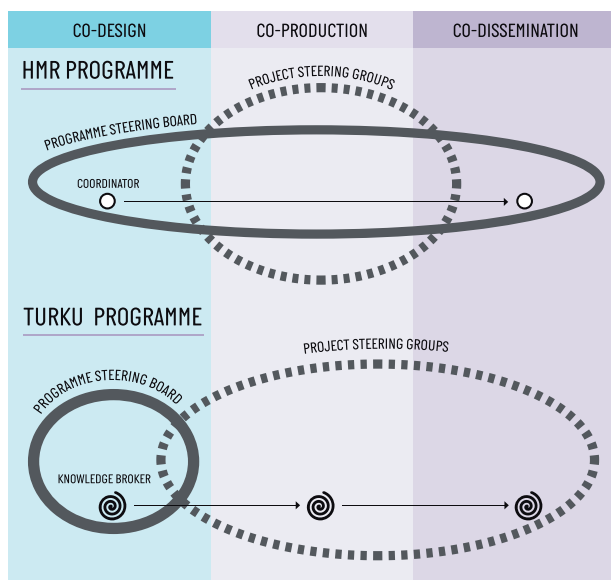 CO-DESIGN
CO-PRODUCTION
CO-DISSEMINATION
HMR PROGRAMME
PROJECT STEERING GROUPS
PROGRAMME STEERING BOARD
COORDINATOR
TURKU PROGRAMME
PROJECT STEERING GROUPS
PROGRAMME STEERING BOARD
KNOWLEDGE BROKER